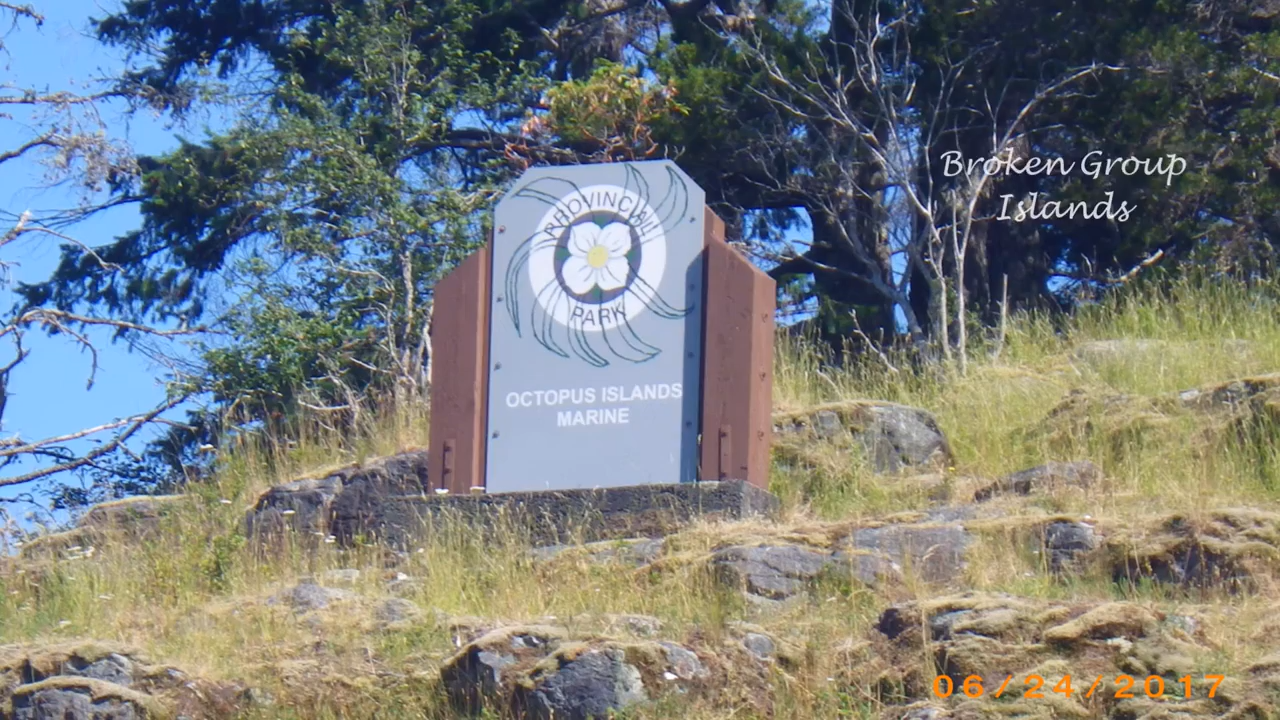 PROVINCIAL
PARK
OCTOPUS ISLANDS
MARINE
Broken Group
Islands
06/24/2017